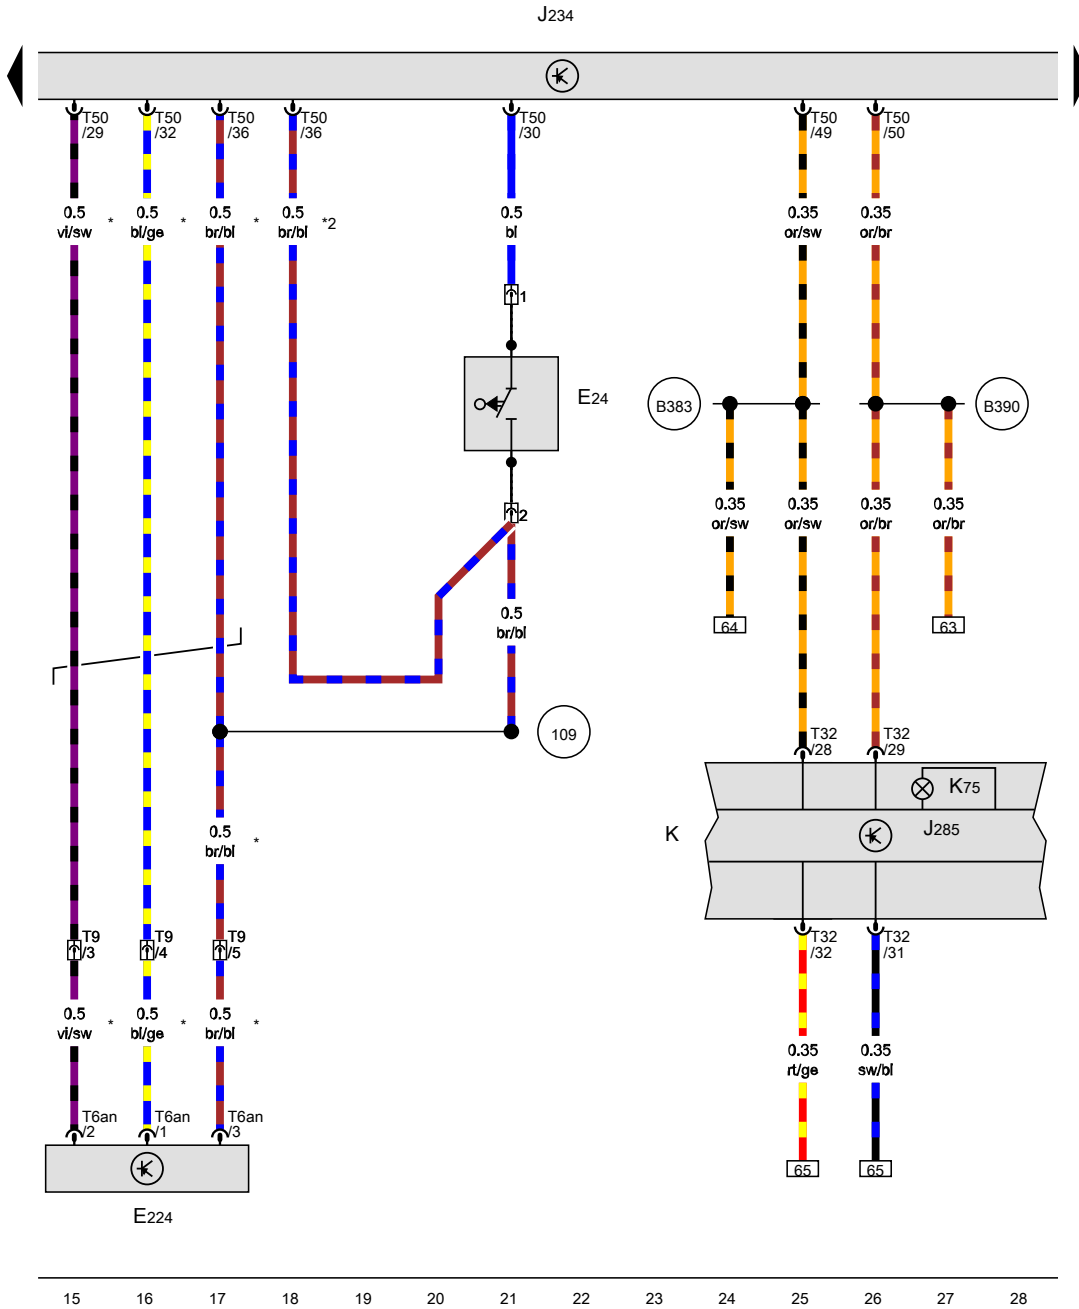 J234
T50 T50 T50 T50 T50 T50 T50
/29 /32 /36 /36 /30 /49 /50
0.5 0.5 0.5 0.5 0.5 0.35 0.35
vi/sw * bl/ge * br/bl * br/bl *2 bl or/sw or/br
1
E24
B383 B390
2
0.35 0.35 0.35 0.35
or/sw or/sw or/br or/br
0.5
br/bl
64 63
109
T32 T32
/28 /29
K75
K J285
0.5
br/bl *
T9 T9 T9
/3 /4 /5
T32 T32
/32 /31
0.5 0.5 0.5
vi/sw * bl/ge * br/bl *
0.35 0.35
rt/ge sw/bl
T6an T6an T6an
/2 /1 /3
65 65
E224
15 16 17 18 19 20 21 22 23 24 25 26 27 28